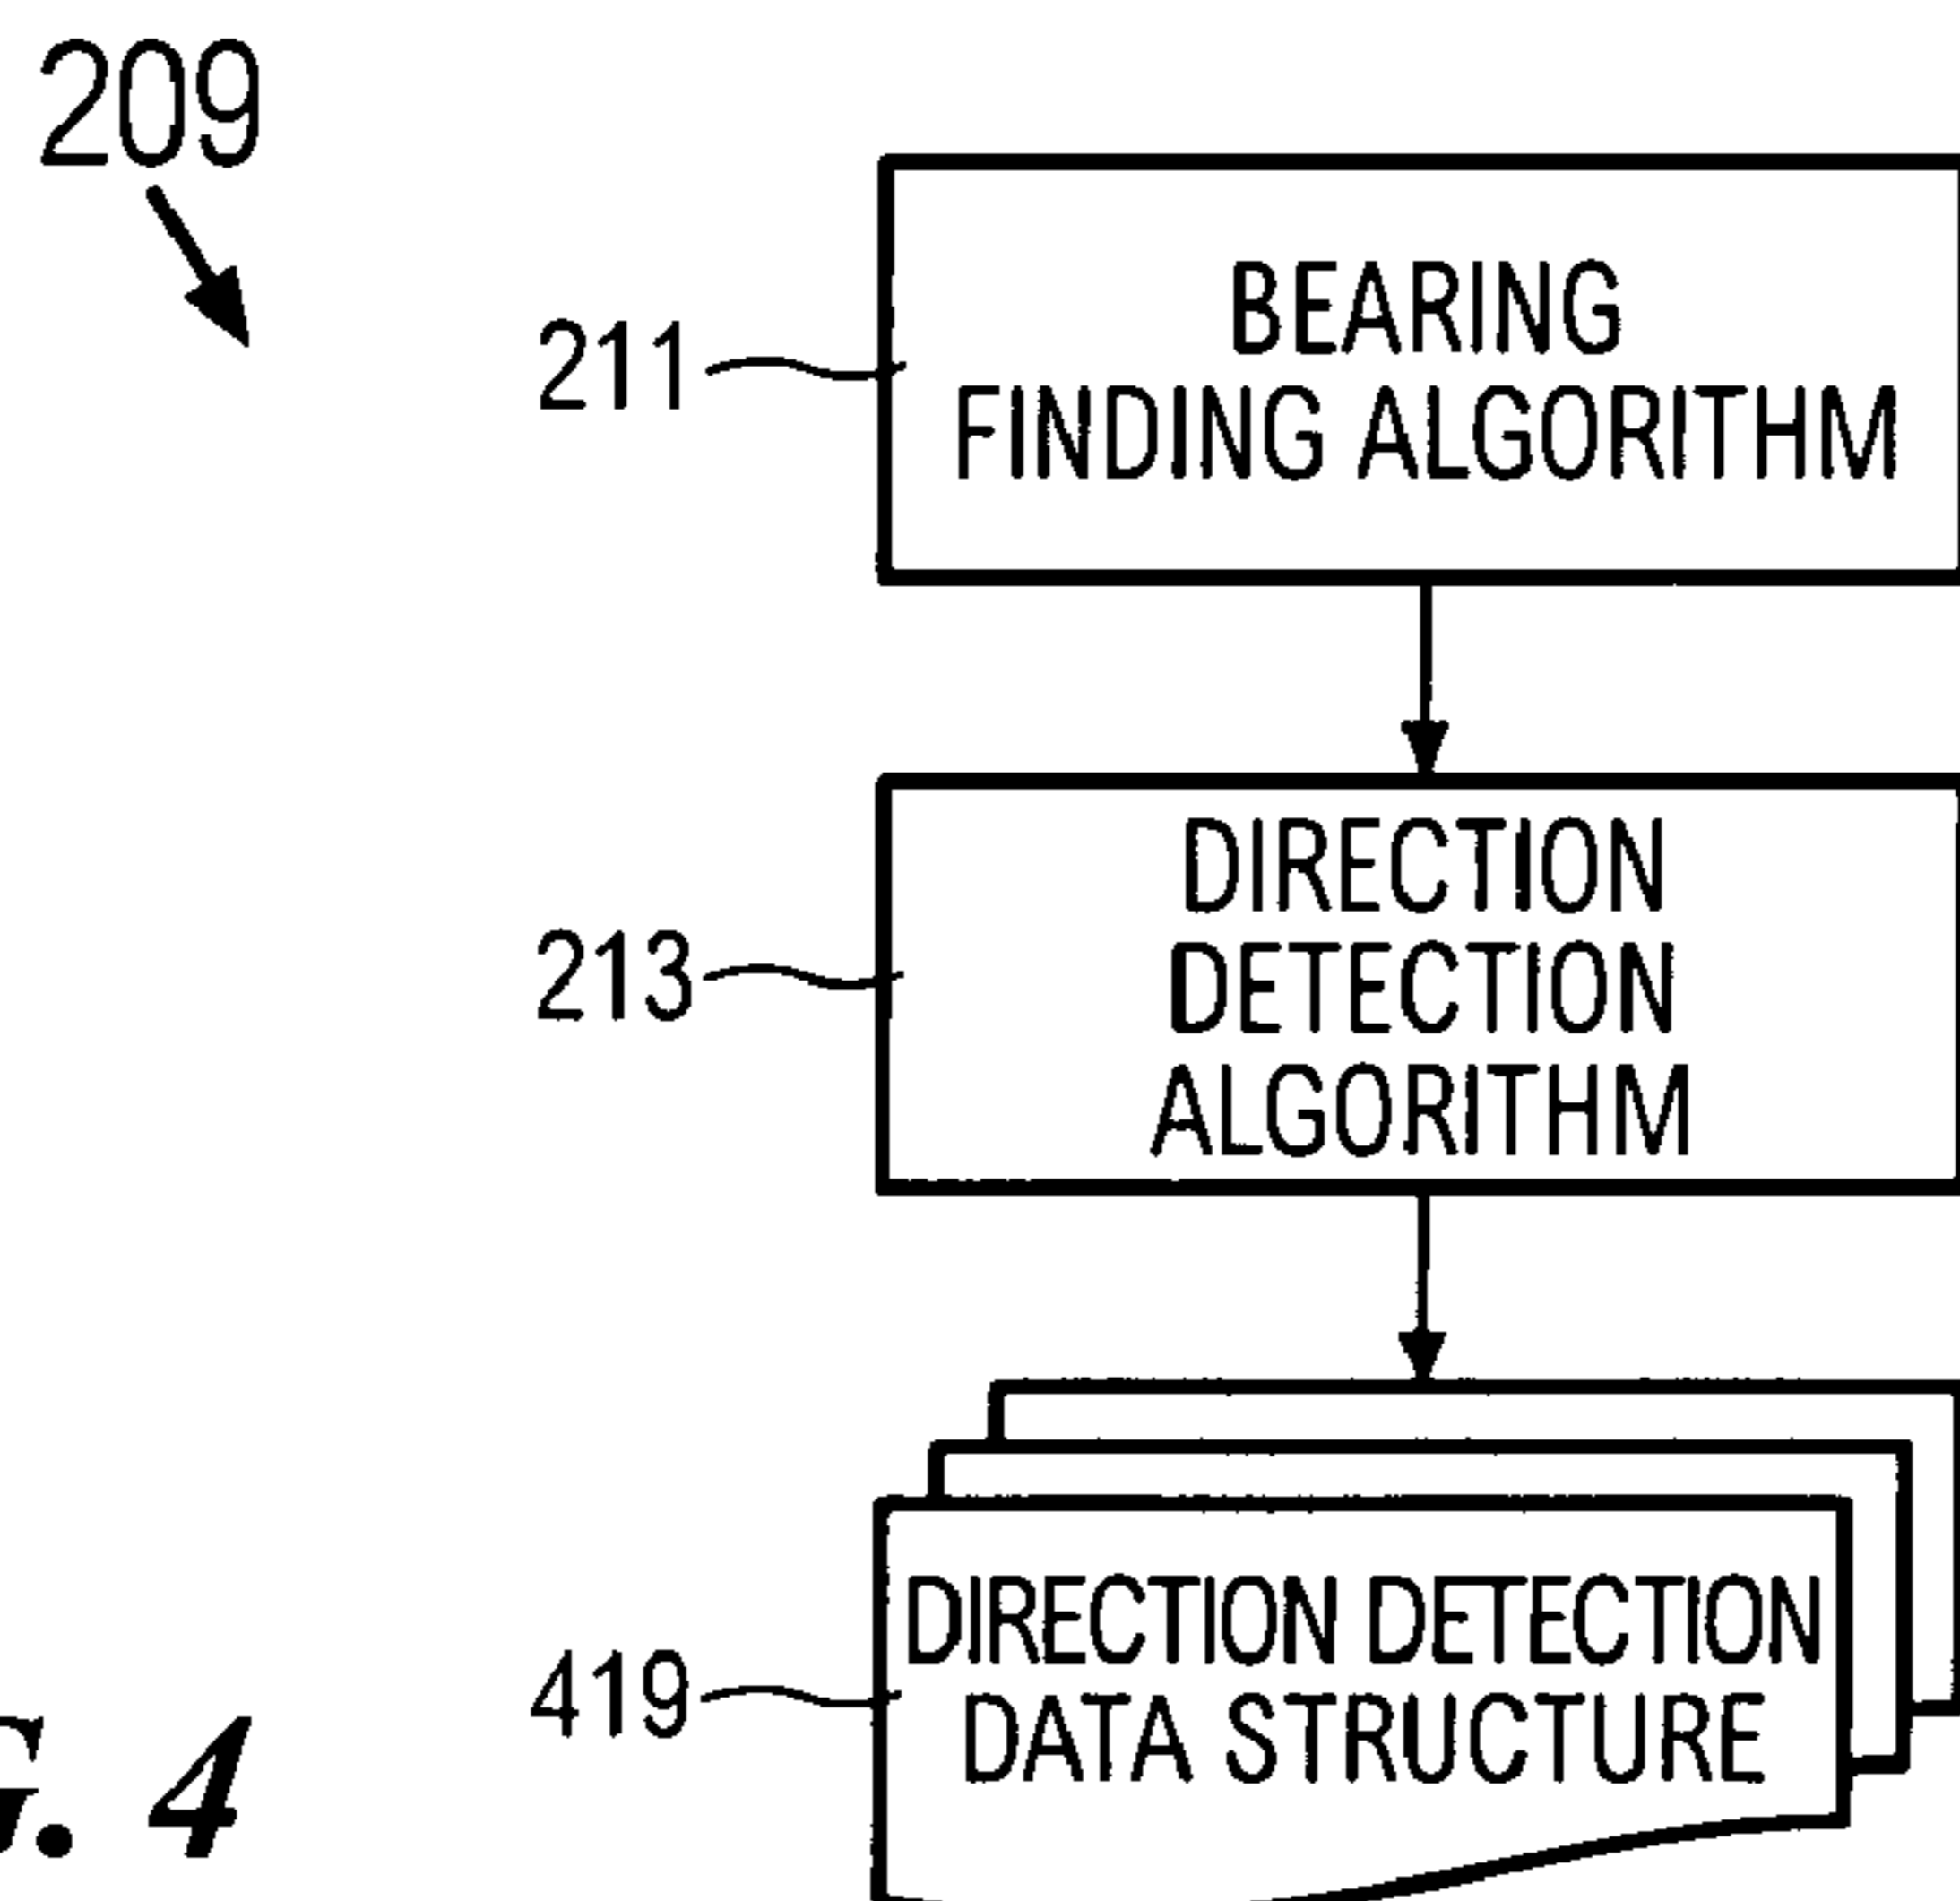 209
211
BEARING
FINDING ALGORITHM
213
DIRECTION
DETECTION
ALGORITHM
419
DIRECTION DETECTION
DATA STRUCTURE
G. 4